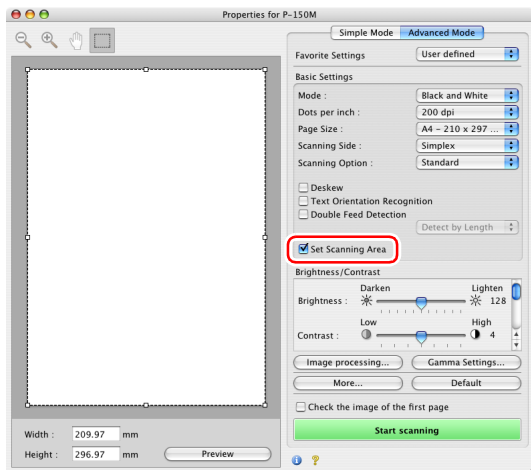 Properties for P-150M
Simple Mode Advanced Mode
Favorite Settings User defined
Basic Settings
Mode : Black and White
Dots per inch : 200 dpi
Page Size : A4 - 210 x 297 ...
Scanning Side : Simplex
Scanning Option : Standard
Deskew
Text Orientation Recognition
Double Feed Detection
Detect by Length
Set Scanning Area
Brightness/Contrast
Darken Lighten
Brightness : 128
Low High
Contrast : 4
Image processing... Gamma Settings...
More... Default
Check the image of the first page
Start scanning
Width : 209.97 mm
Height : 296.97 mm Preview